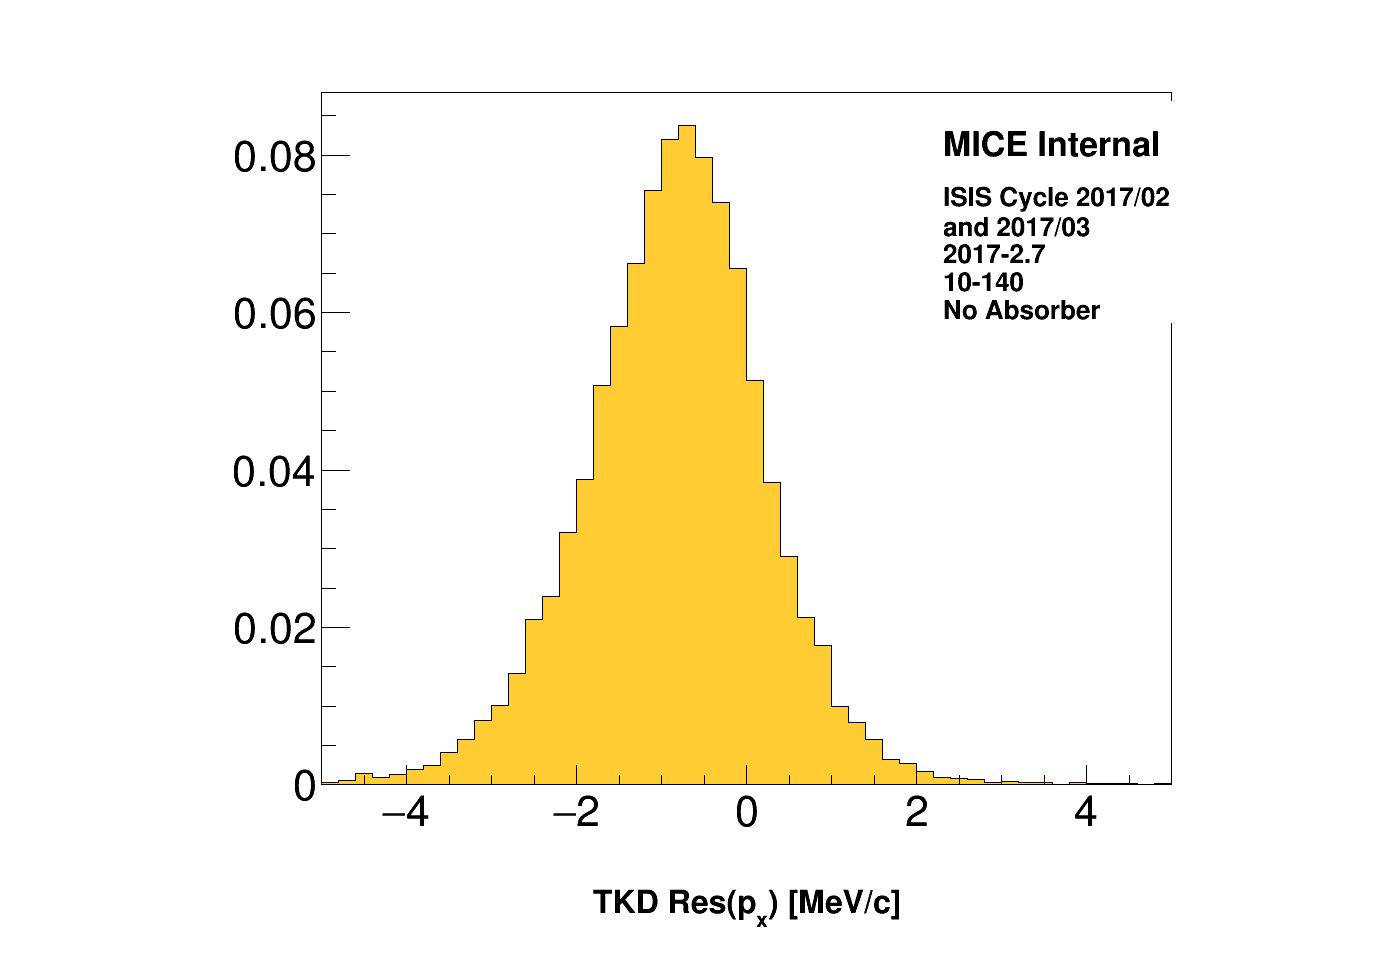 MICE Internal
ISIS Cycle 2017/02
and 2017/03
2017-2.7
10-140
No Absorber
0.08
0.06
0.04
0.02
0
−4 −2 0 2 4
TKD Res(pₓ) [MeV/c]